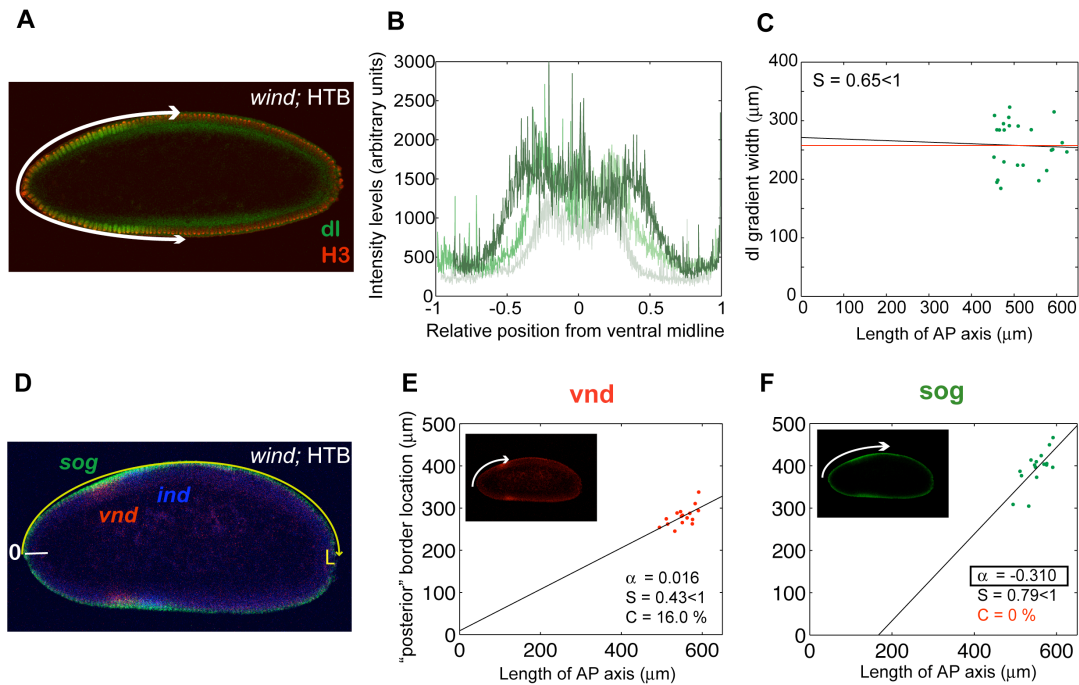 A
wind; HTB
dl
H3
B
Intensity levels (arbitrary units)
3000
2500
2000
1500
1000
500
0
-1
-0.5
0
0.5
1
Relative position from ventral midline
C
S = 0.65<1
dl gradient width (μm)
400
300
200
100
0
0
100
200
300
400
500
600
Length of AP axis (μm)
D
wind; HTB
sog
ind
vnd
0
L
E
vnd
"posterior" border location (μm)
500
400
300
200
100
0
α = 0.016
S = 0.43<1
C = 16.0 %
0
200
400
600
Length of AP axis (μm)
F
sog
500
400
300
200
100
0
α = -0.310
S = 0.79<1
C = 0 %
0
200
400
600
Length of AP axis (μm)